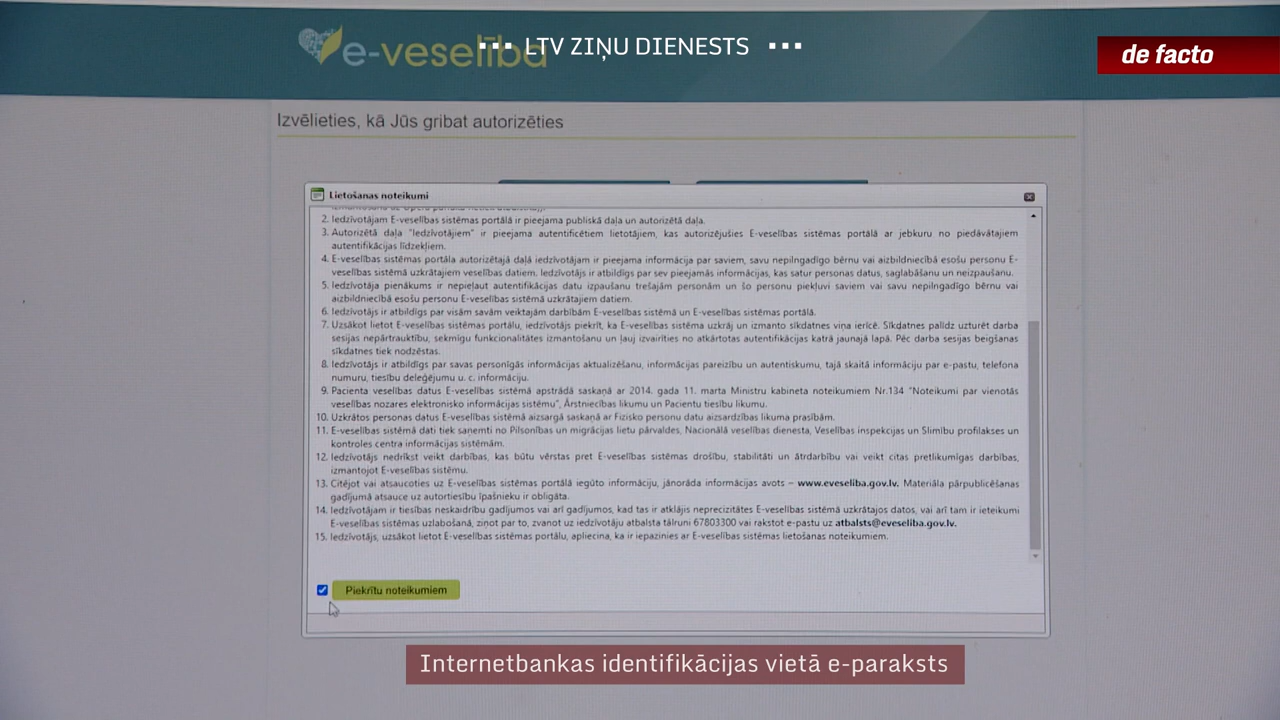 e-veselība
••• LTV ZIŅU DIENESTS •••
de facto
Izvēlieties, kā Jūs gribat autorizēties
Lietošanas noteikumi
2. Iedzīvotājam E-veselības sistēmas portālā ir pieejama publiskā daļa un autorizētā daļa.
3. Autorizētā daļa "Iedzīvotājiem" ir pieejama autentificētiem lietotājiem, kas autorizējušies E-veselības sistēmas portālā ar jebkuru no piedāvātajiem
autentifikācijas līdzekļiem.
4. E-veselības sistēmas portāla autorizētajā daļā iedzīvotājam ir pieejama informācija par saviem, savu nepilngadīgo bērnu vai aizbildniecībā esošu personu E-
veselības sistēmā uzkrātajiem veselības datiem. Iedzīvotājs ir atbildīgs par sev pieejamās informācijas, kas satur personas datus, saglabāšanu un neizpaušanu.
5. Iedzīvotāja pienākums ir nepieļaut autentifikācijas datu izpaušanu trešajām personām un šo personu piekļuvi saviem vai savu nepilngadīgo bērnu vai
aizbildniecībā esošu personu E-veselības sistēmā uzkrātajiem datiem.
6. Iedzīvotājs ir atbildīgs par visām savām veiktajām darbībām E-veselības sistēmā un E-veselības sistēmas portālā.
7. Uzsākot lietot E-veselības sistēmas portālu, iedzīvotājs piekrīt, ka E-veselības sistēma uzkrāj un izmanto sīkdatnes viņa ierīcē. Sīkdatnes palīdz uzturēt darba
sesijas nepārtrauktību, sekmīgu funkcionalitātes izmantošanu un ļauj izvairīties no atkārtotas autentifikācijas katrā jaunajā lapā. Pēc darba sesijas beigšanas
sīkdatnes tiek nodzēstas.
8. Iedzīvotājs ir atbildīgs par savas personīgās informācijas aktualizēšanu, informācijas pareizību un autentiskumu, tajā skaitā informāciju par e-pastu, telefona
numuru, tiesību deleģējumu u. c. informāciju.
9. Pacienta veselības datus E-veselības sistēmā apstrādā saskaņā ar 2014. gada 11. marta Ministru kabineta noteikumiem Nr.134 "Noteikumi par vienotās
veselības nozares elektronisko informācijas sistēmu", Ārstniecības likumu un Pacientu tiesību likumu.
10. Uzkrātos personas datus E-veselības sistēmā aizsargā saskaņā ar Fizisko personu datu aizsardzības likuma prasībām.
11. E-veselības sistēmā dati tiek saņemti no Pilsonības un migrācijas lietu pārvaldes, Nacionālā veselības dienesta, Veselības inspekcijas un Slimību profilakses un
kontroles centra informācijas sistēmām.
12. Iedzīvotājs nedrīkst veikt darbības, kas būtu vērstas pret E-veselības sistēmas drošību, stabilitāti un ātrdarbību vai veikt citas pretlikumīgas darbības,
izmantojot E-veselības sistēmu.
13. Citējot vai atsaucoties uz E-veselības sistēmas portālā iegūto informāciju, jānorāda informācijas avots – www.eveseliba.gov.lv. Materiāla pārpublicēšanas
gadījumā atsauce uz autortiesību īpašnieku ir obligāta.
14. Iedzīvotājam ir tiesības neskaidrību gadījumos vai arī gadījumos, kad tas ir atklājis neprecizitātes E-veselības sistēmā uzkrātajos datos, vai arī tam ir ieteikumi
E-veselības sistēmas uzlabošanā, ziņot par to, zvanot uz iedzīvotāju atbalsta tālruni 67803300 vai rakstot e-pastu uz atbalsts@eveseliba.gov.lv.
15. Iedzīvotājs, uzsākot lietot E-veselības sistēmas portālu, apliecina, ka ir iepazinies ar E-veselības sistēmas lietošanas noteikumiem.
Piekrītu noteikumiem
Internetbankas identifikācijas vietā e-paraksts